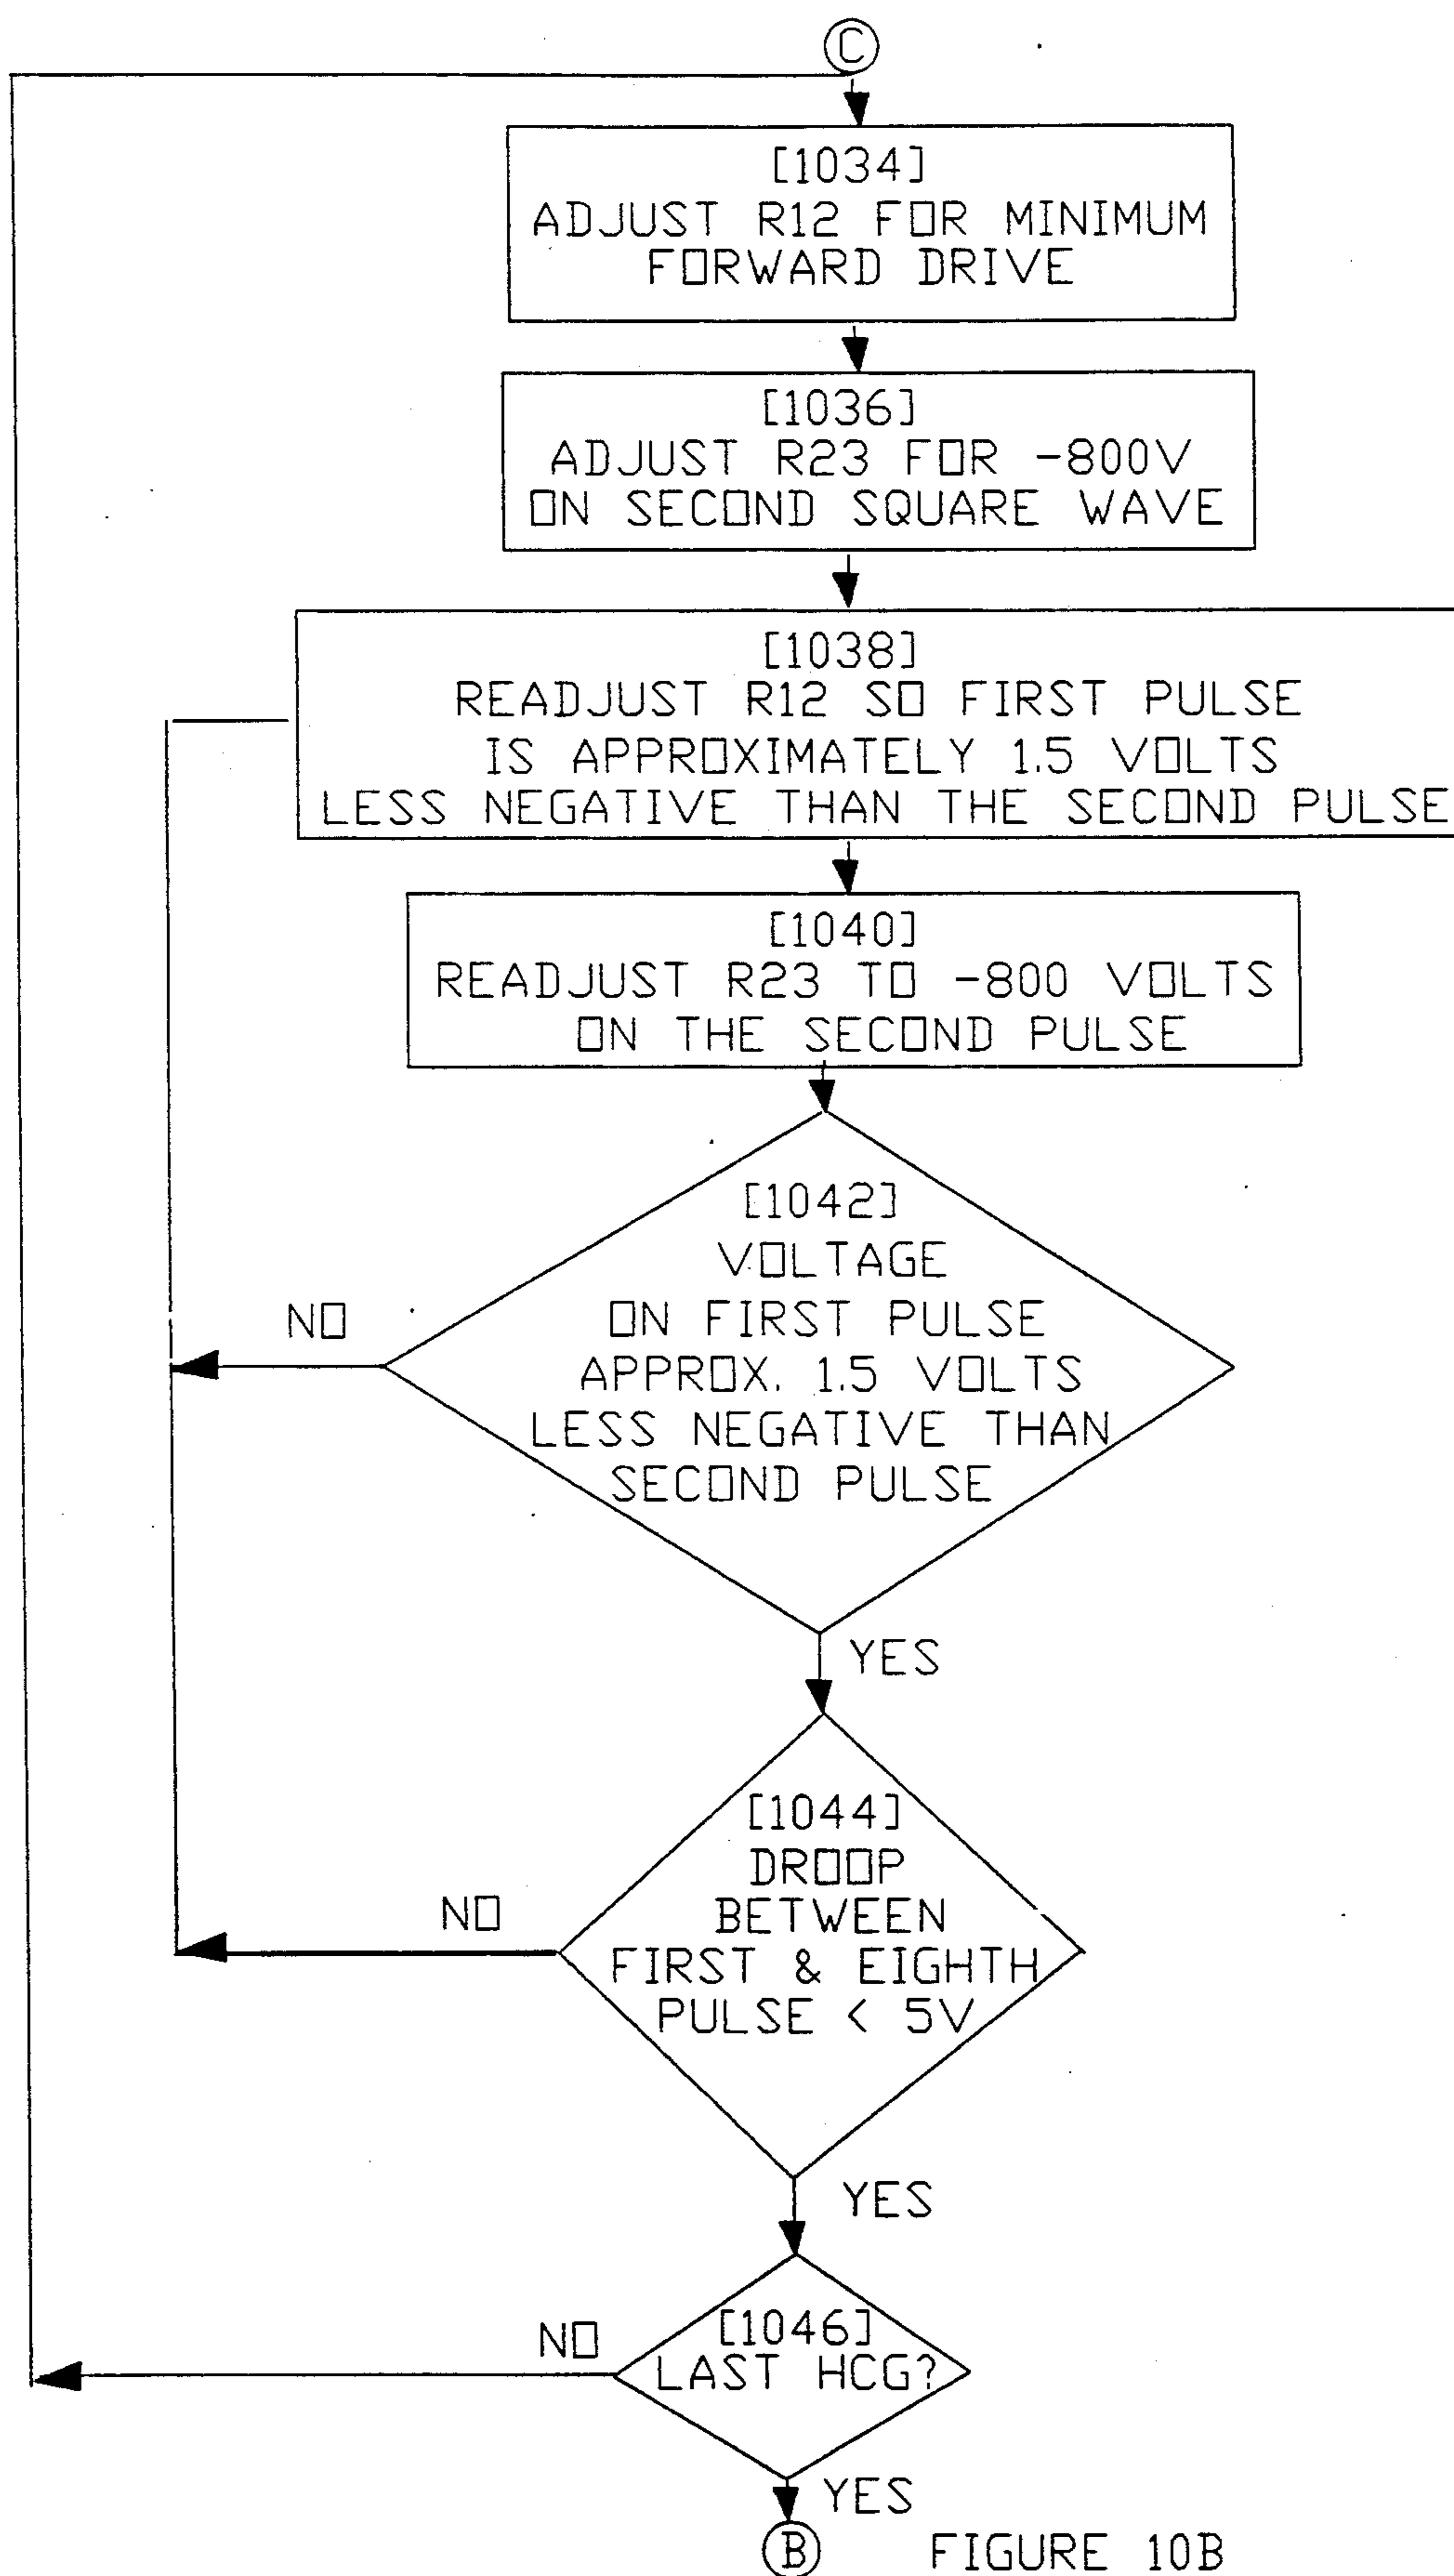 C
[1034]
ADJUST R12 FOR MINIMUM
FORWARD DRIVE
[1036]
ADJUST R23 FOR -800V
ON SECOND SQUARE WAVE
[1038]
READJUST R12 SO FIRST PULSE
IS APPROXIMATELY 1.5 VOLTS
LESS NEGATIVE THAN THE SECOND PULSE
[1040]
READJUST R23 TO -800 VOLTS
ON THE SECOND PULSE
[1042]
VOLTAGE
ON FIRST PULSE
APPROX. 1.5 VOLTS
LESS NEGATIVE THAN
SECOND PULSE
NO
YES
[1044]
DROOP
BETWEEN
FIRST & EIGHTH
PULSE < 5V
NO
YES
[1046]
LAST HCG?
NO
YES
B
FIGURE 10B